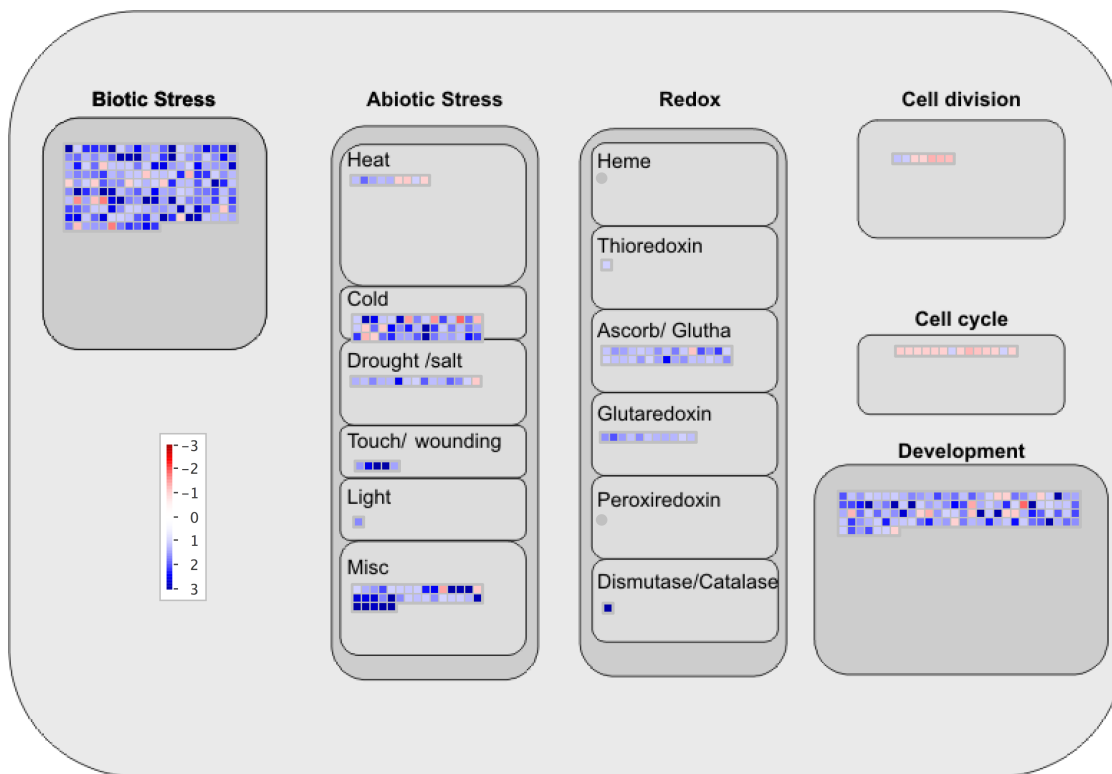 Biotic Stress
Abiotic Stress
Redox
Cell division
Heat
Heme
Thioredoxin
Cold
Ascorb/ Glutha
Cell cycle
Drought /salt
Glutaredoxin
Touch/ wounding
Development
Light
Peroxiredoxin
Misc
Dismutase/Catalase
-3
-2
-1
0
1
2
3